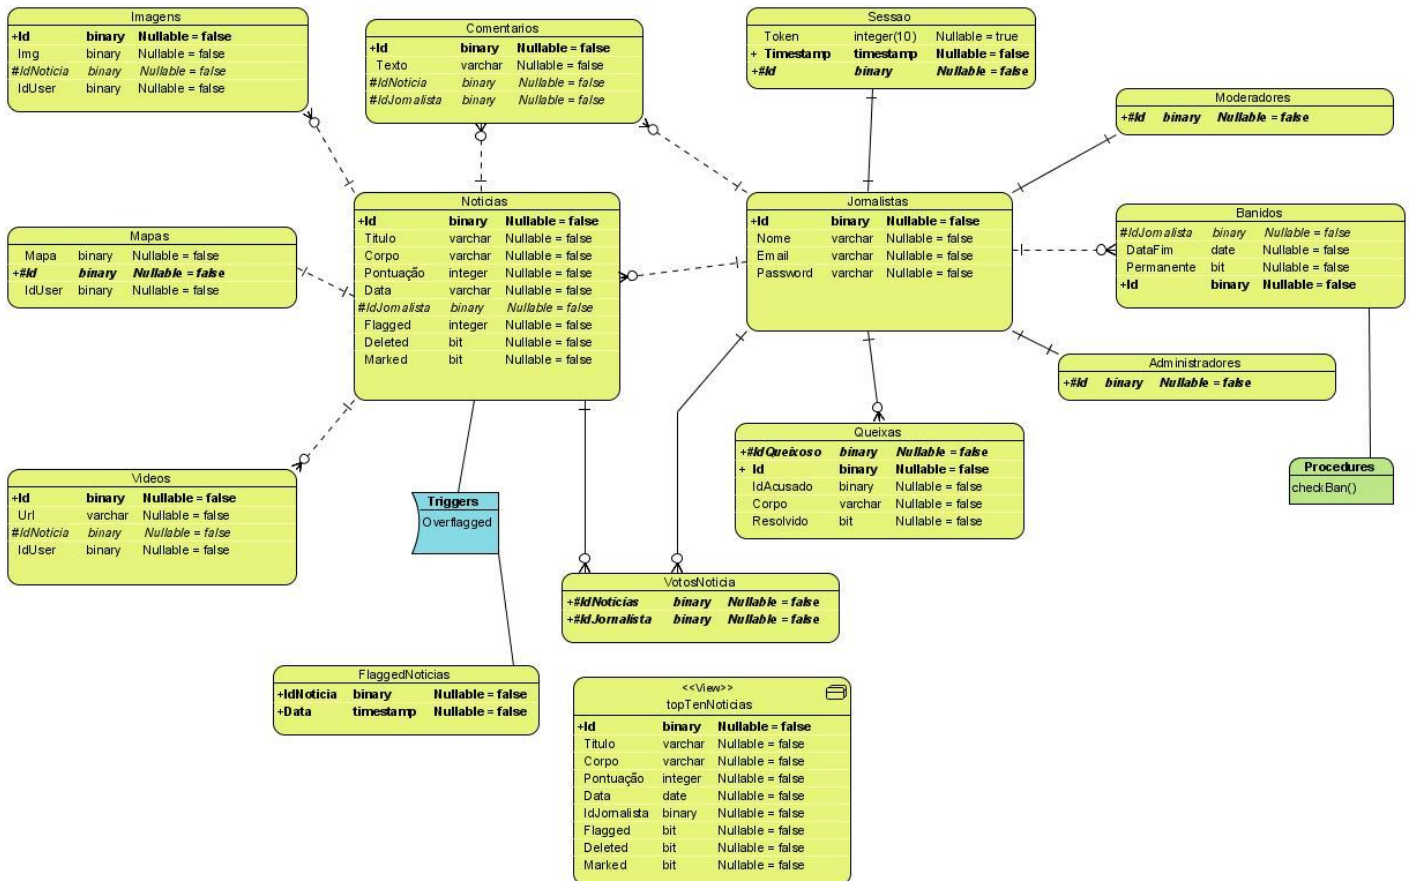 Imagens
+Id binary Nullable = false
Img binary Nullable = false
#IdNoticia binary Nullable = false
IdUser binary Nullable = false
Comentarios
+Id binary Nullable = false
Texto varchar Nullable = false
#IdNoticia binary Nullable = false
#IdJornalista binary Nullable = false
Sessao
Token integer(10) Nullable = true
+ Timestamp timestamp Nullable = false
+#Id binary Nullable = false
Moderadores
+#Id binary Nullable = false
Mapas
Mapa binary Nullable = false
+#Id binary Nullable = false
IdUser binary Nullable = false
Noticias
+Id binary Nullable = false
Titulo varchar Nullable = false
Corpo varchar Nullable = false
Pontuação integer Nullable = false
Data varchar Nullable = false
#IdJornalista binary Nullable = false
Flagged integer Nullable = false
Deleted bit Nullable = false
Marked bit Nullable = false
Jornalistas
+Id binary Nullable = false
Nome varchar Nullable = false
Email varchar Nullable = false
Password varchar Nullable = false
Banidos
#IdJornalista binary Nullable = false
DataFim date Nullable = false
Permanente bit Nullable = false
+Id binary Nullable = false
Administradores
+#Id binary Nullable = false
Videos
+Id binary Nullable = false
Url varchar Nullable = false
#IdNoticia binary Nullable = false
IdUser binary Nullable = false
Triggers
Overflagged
Queixas
+#IdQueixoso binary Nullable = false
+ Id binary Nullable = false
IdAcusado binary Nullable = false
Corpo varchar Nullable = false
Resolvido bit Nullable = false
Procedures
checkBan()
VotosNoticia
+#IdNoticias binary Nullable = false
+#IdJornalista binary Nullable = false
FlaggedNoticias
+IdNoticia binary Nullable = false
+Data timestamp Nullable = false
<<View>>
topTenNoticias
+Id binary Nullable = false
Titulo varchar Nullable = false
Corpo varchar Nullable = false
Pontuação integer Nullable = false
Data date Nullable = false
IdJornalista binary Nullable = false
Flagged bit Nullable = false
Deleted bit Nullable = false
Marked bit Nullable = false